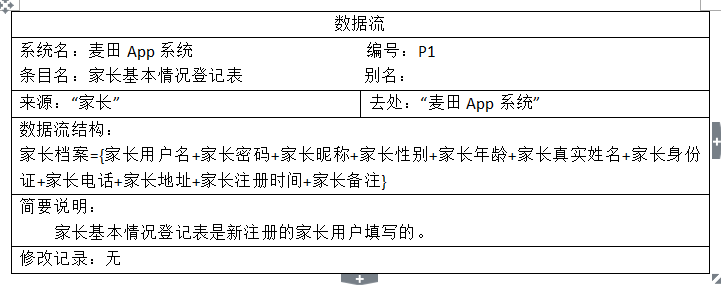 数据流
系统名：麦田 App 系统 编号：P1
条目名：家长基本情况登记表 别名：
来源：“家长” 去处：“麦田 App 系统”
数据流结构：
家长档案={家长用户名+家长密码+家长昵称+家长性别+家长年龄+家长真实姓名+家长身份
证+家长电话+家长地址+家长注册时间+家长备注}
简要说明：
家长基本情况登记表是新注册的家长用户填写的。
修改记录：无